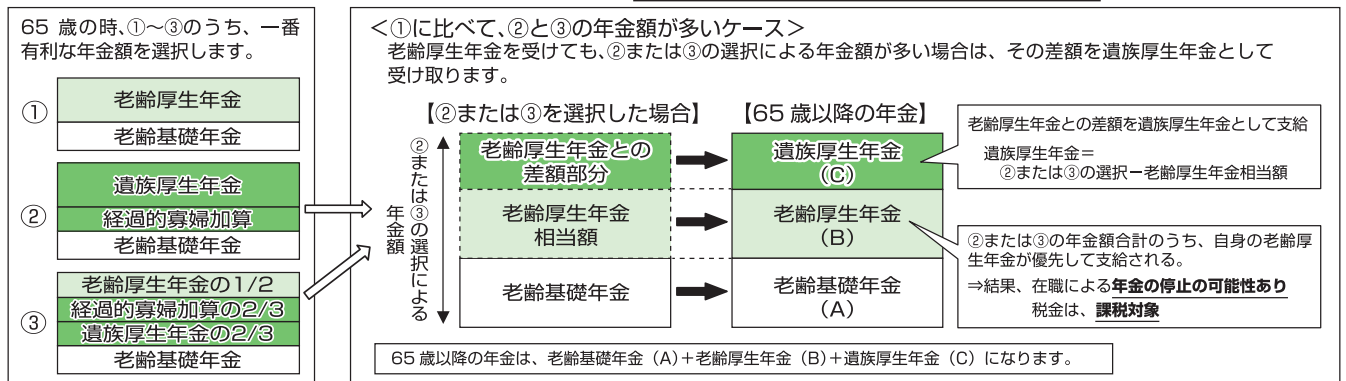 65 歳の時、①～③のうち、一番
有利な年金額を選択します。
①
老齢厚生年金
老齢基礎年金
②
遺族厚生年金
経過的寡婦加算
老齢基礎年金
③
老齢厚生年金の1/2
経過的寡婦加算の2/3
遺族厚生年金の2/3
老齢基礎年金
＜①に比べて、②と③の年金額が多いケース＞
老齢厚生年金を受けても、②または③の選択による年金額が多い場合は、その差額を遺族厚生年金として
受け取ります。
【②または③を選択した場合】
②または③の選択による
年金額
老齢厚生年金との
差額部分
老齢厚生年金
相当額
老齢基礎年金
【65 歳以降の年金】
遺族厚生年金
（C）
老齢厚生年金
（B）
老齢基礎年金
（A）
老齢厚生年金との差額を遺族厚生年金として支給
遺族厚生年金＝
②または③の選択－老齢厚生年金相当額
②または③の年金額合計のうち、自身の老齢厚
生年金が優先して支給される。
⇒結果、在職による年金の停止の可能性あり
税金は、課税対象
65 歳以降の年金は、老齢基礎年金（A）＋老齢厚生年金（B）＋遺族厚生年金（C）になります。